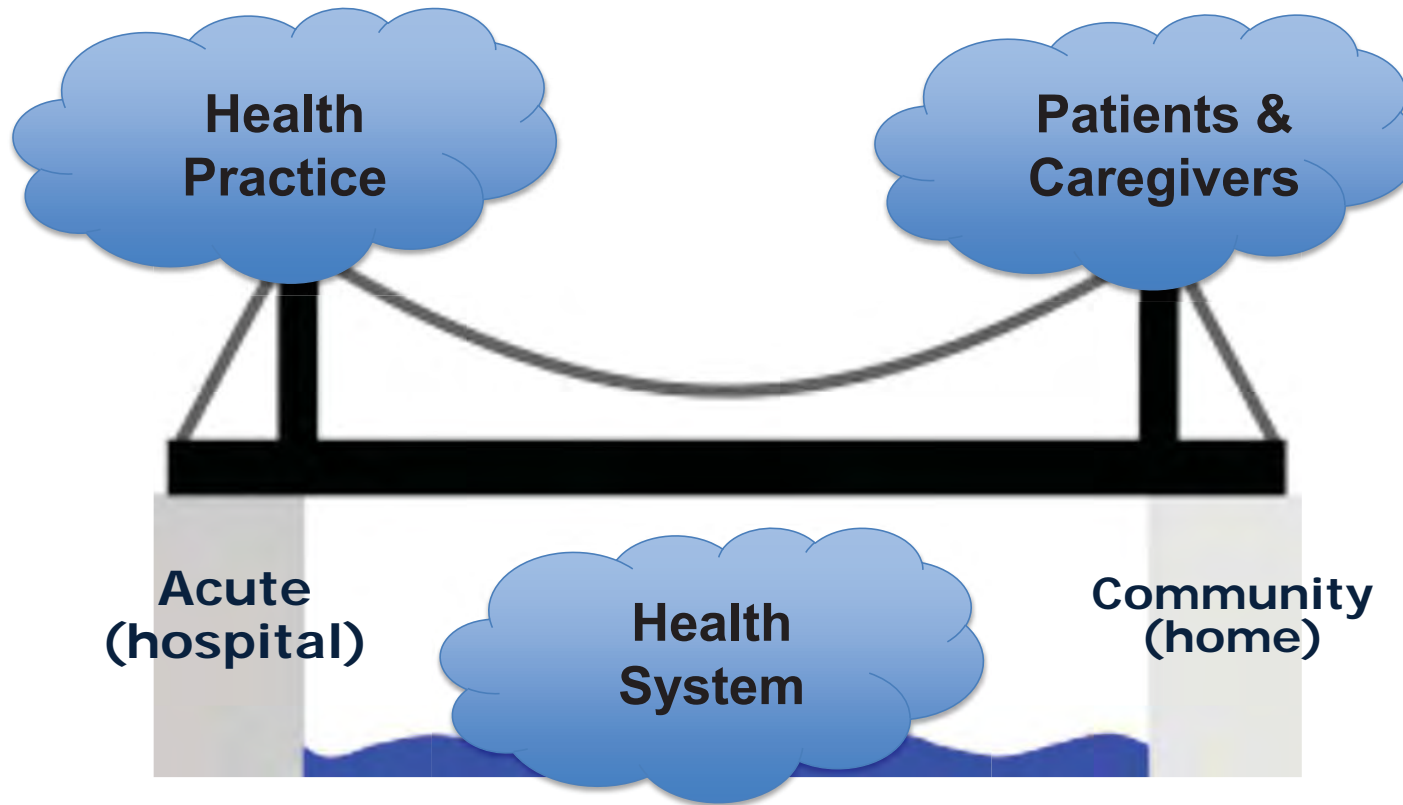 Health
Practice
Patients &
Caregivers
Acute
(hospital)
Health
System
Community
(home)